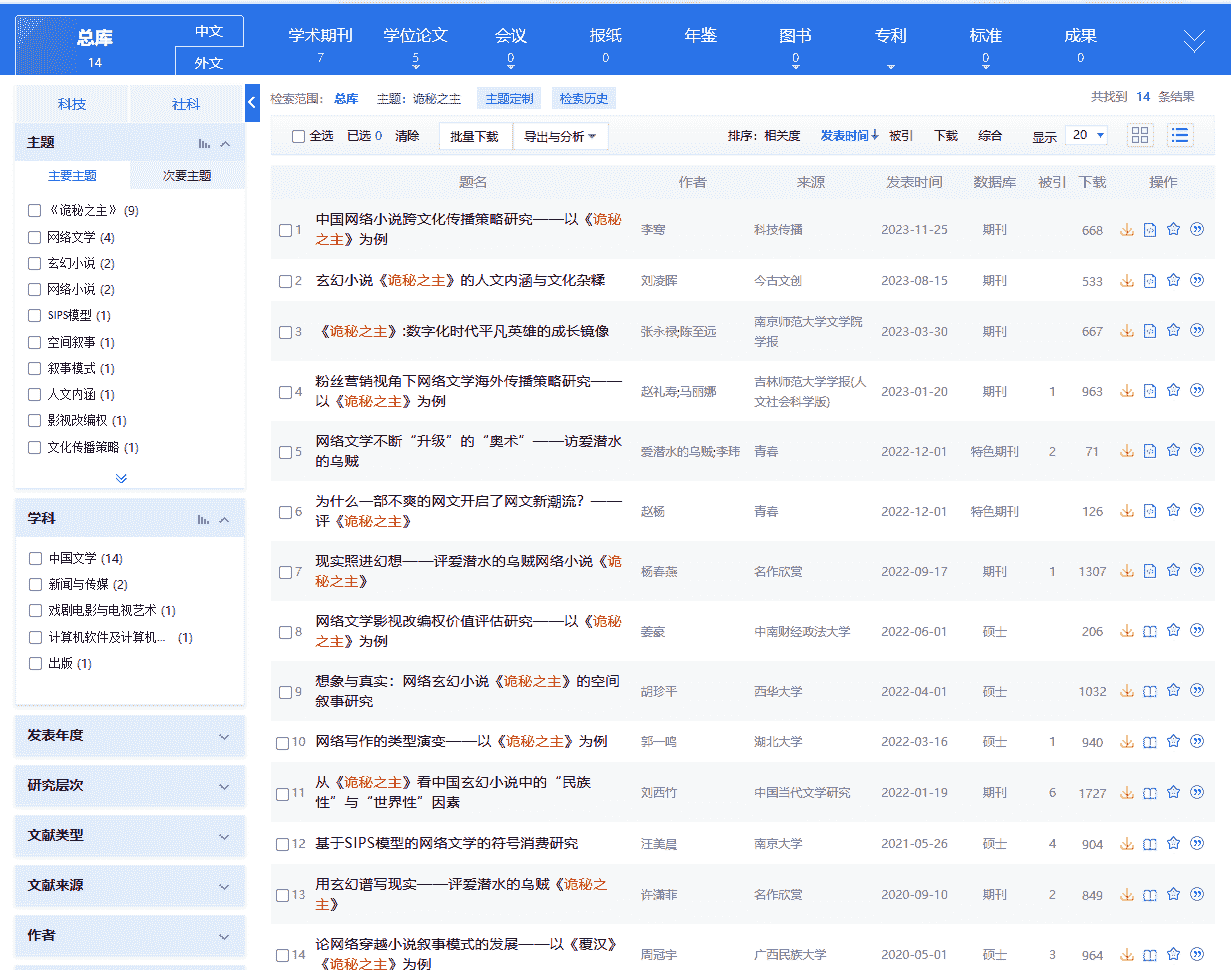 总库
14
中文
外文
学术期刊
7
学位论文
5
会议
0
报纸
0
年鉴
图书
0
专利
标准
0
成果
0
科技
社科
主题
主要主题
次要主题
《诡秘之主》 (9)
网络文学 (4)
玄幻小说 (2)
网络小说 (2)
SIPS模型 (1)
空间叙事 (1)
叙事模式 (1)
人文内涵 (1)
影视改编权 (1)
文化传播策略 (1)
学科
中国文学 (14)
新闻与传媒 (2)
戏剧电影与电视艺术 (1)
计算机软件及计算机... (1)
出版 (1)
发表年度
研究层次
文献类型
文献来源
作者
检索范围: 总库 主题: 诡秘之主 主题定制 检索历史
共找到 14 条结果
全选 已选 0 清除 批量下载 导出与分析
排序: 相关度 发表时间↓ 被引 下载 综合 显示 20
题名 作者 来源 发表时间 数据库 被引 下载 操作
1 中国网络小说跨文化传播策略研究——以《诡秘
之主》为例
李骞 科技传播 2023-11-25 期刊 668
2 玄幻小说《诡秘之主》的人文内涵与文化杂糅 刘凌晖 今古文创 2023-08-15 期刊 533
3 《诡秘之主》:数字化时代平凡英雄的成长镜像 张永禄;陈至远 南京师范大学文学院
学报
2023-03-30 期刊 667
4 粉丝营销视角下网络文学海外传播策略研究——
以《诡秘之主》为例
赵礼寿;马丽娜 吉林师范大学学报(人
文社会科学版)
2023-01-20 期刊 1 963
5 网络文学不断“升级”的“奥术”——访爱潜水
的乌贼
爱潜水的乌贼;李玮 青春 2022-12-01 特色期刊 2 71
6 为什么一部不爽的网文开启了网文新潮流？——
评《诡秘之主》
赵杨 青春 2022-12-01 特色期刊 126
7 现实照进幻想——评爱潜水的乌贼网络小说《诡
秘之主》
杨春燕 名作欣赏 2022-09-17 期刊 1 1307
8 网络文学影视改编权价值评估研究——以《诡秘
之主》为例
姜豪 中南财经政法大学 2022-06-01 硕士 206
9 想象与真实：网络玄幻小说《诡秘之主》的空间
叙事研究
胡珍平 西华大学 2022-04-01 硕士 1032
10 网络写作的类型演变——以《诡秘之主》为例 郭一鸣 湖北大学 2022-03-16 硕士 1 940
11 从《诡秘之主》看中国玄幻小说中的“民族
性”与“世界性”因素
刘西竹 中国当代文学研究 2022-01-19 期刊 6 1727
12 基于SIPS模型的网络文学的符号消费研究 汪美晨 南京大学 2021-05-26 硕士 4 904
13 用玄幻谱写现实——评爱潜水的乌贼《诡秘之
主》
许潇菲 名作欣赏 2020-09-10 期刊 2 849
14 论网络穿越小说叙事模式的发展——以《覆汉》
《诡秘之主》为例
周冠宇 广西民族大学 2020-05-01 硕士 3 964